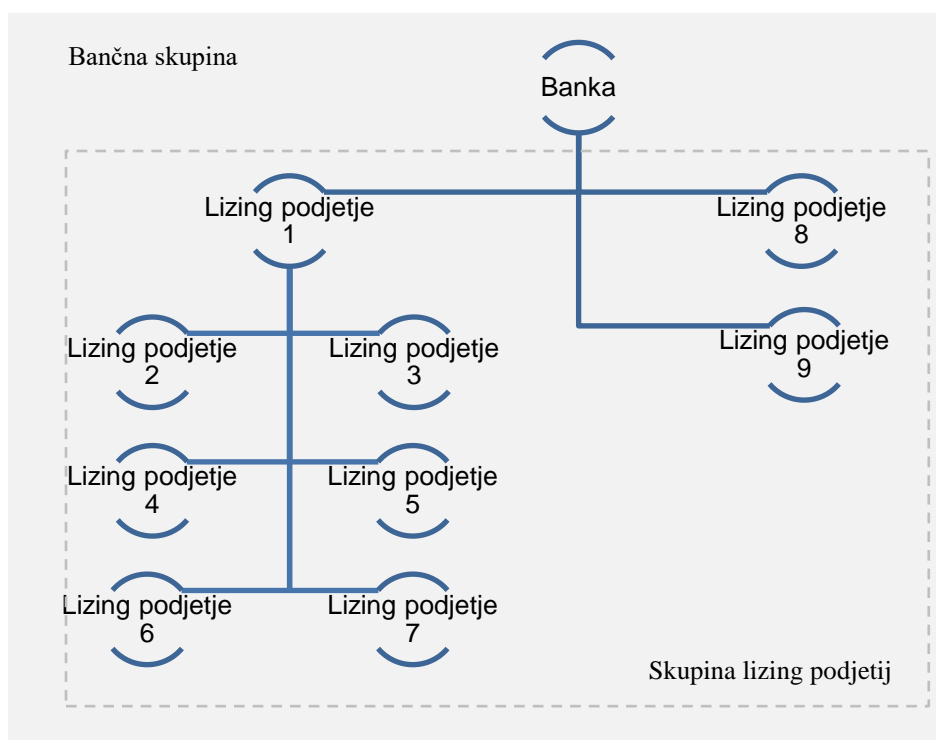 Bančna skupina
Banka
Lizing podjetje
1
Lizing podjetje
8
Lizing podjetje
2
Lizing podjetje
3
Lizing podjetje
9
Lizing podjetje
4
Lizing podjetje
5
Lizing podjetje
6
Lizing podjetje
7
Skupina lizing podjetij